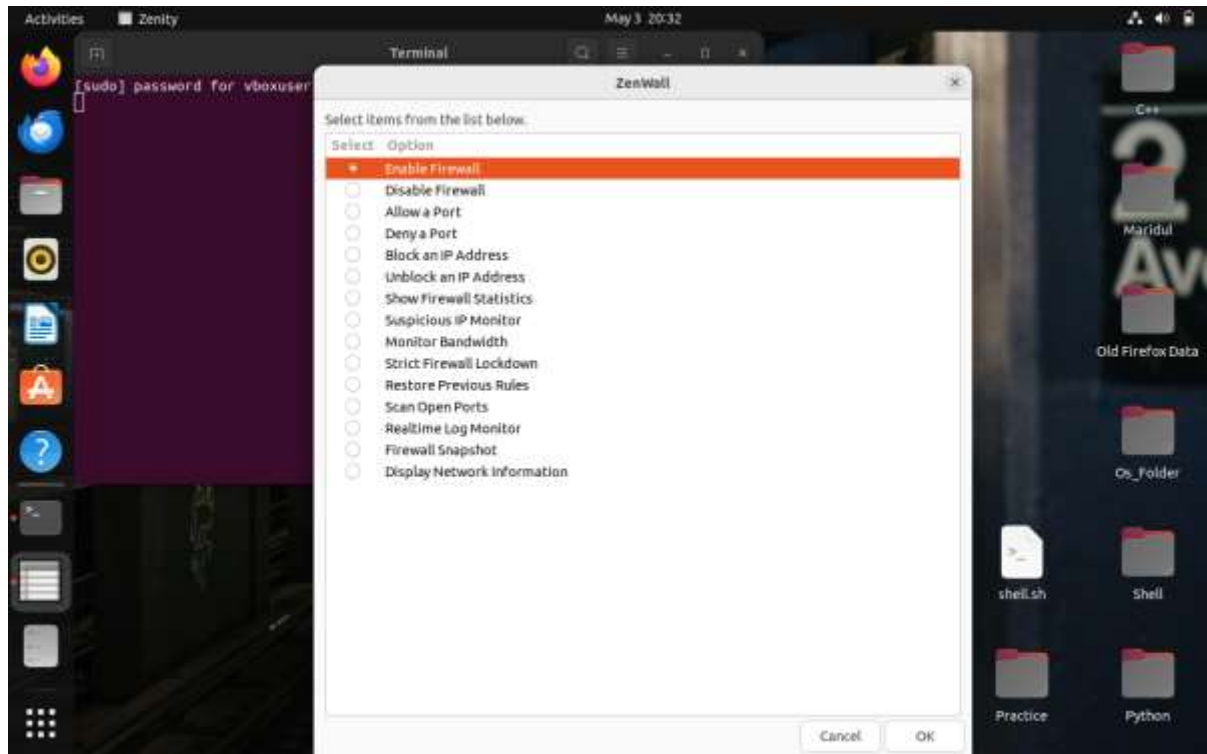 Activities
Zenity
May 3 20:32
Terminal
[sudo] password for vboxuser
ZenWall
Select items from the list below.
Select Option
Enable Firewall
Disable Firewall
Allow a Port
Deny a Port
Block an IP Address
Unblock an IP Address
Show Firewall Statistics
Suspicious IP Monitor
Monitor Bandwidth
Strict Firewall Lockdown
Restore Previous Rules
Scan Open Ports
Realtime Log Monitor
Firewall Snapshot
Display Network Information
Cancel OK
C++
2
Maridul
Av
Old Firefox Data
Os_Folder
shell.sh
Shell
Practice
Python